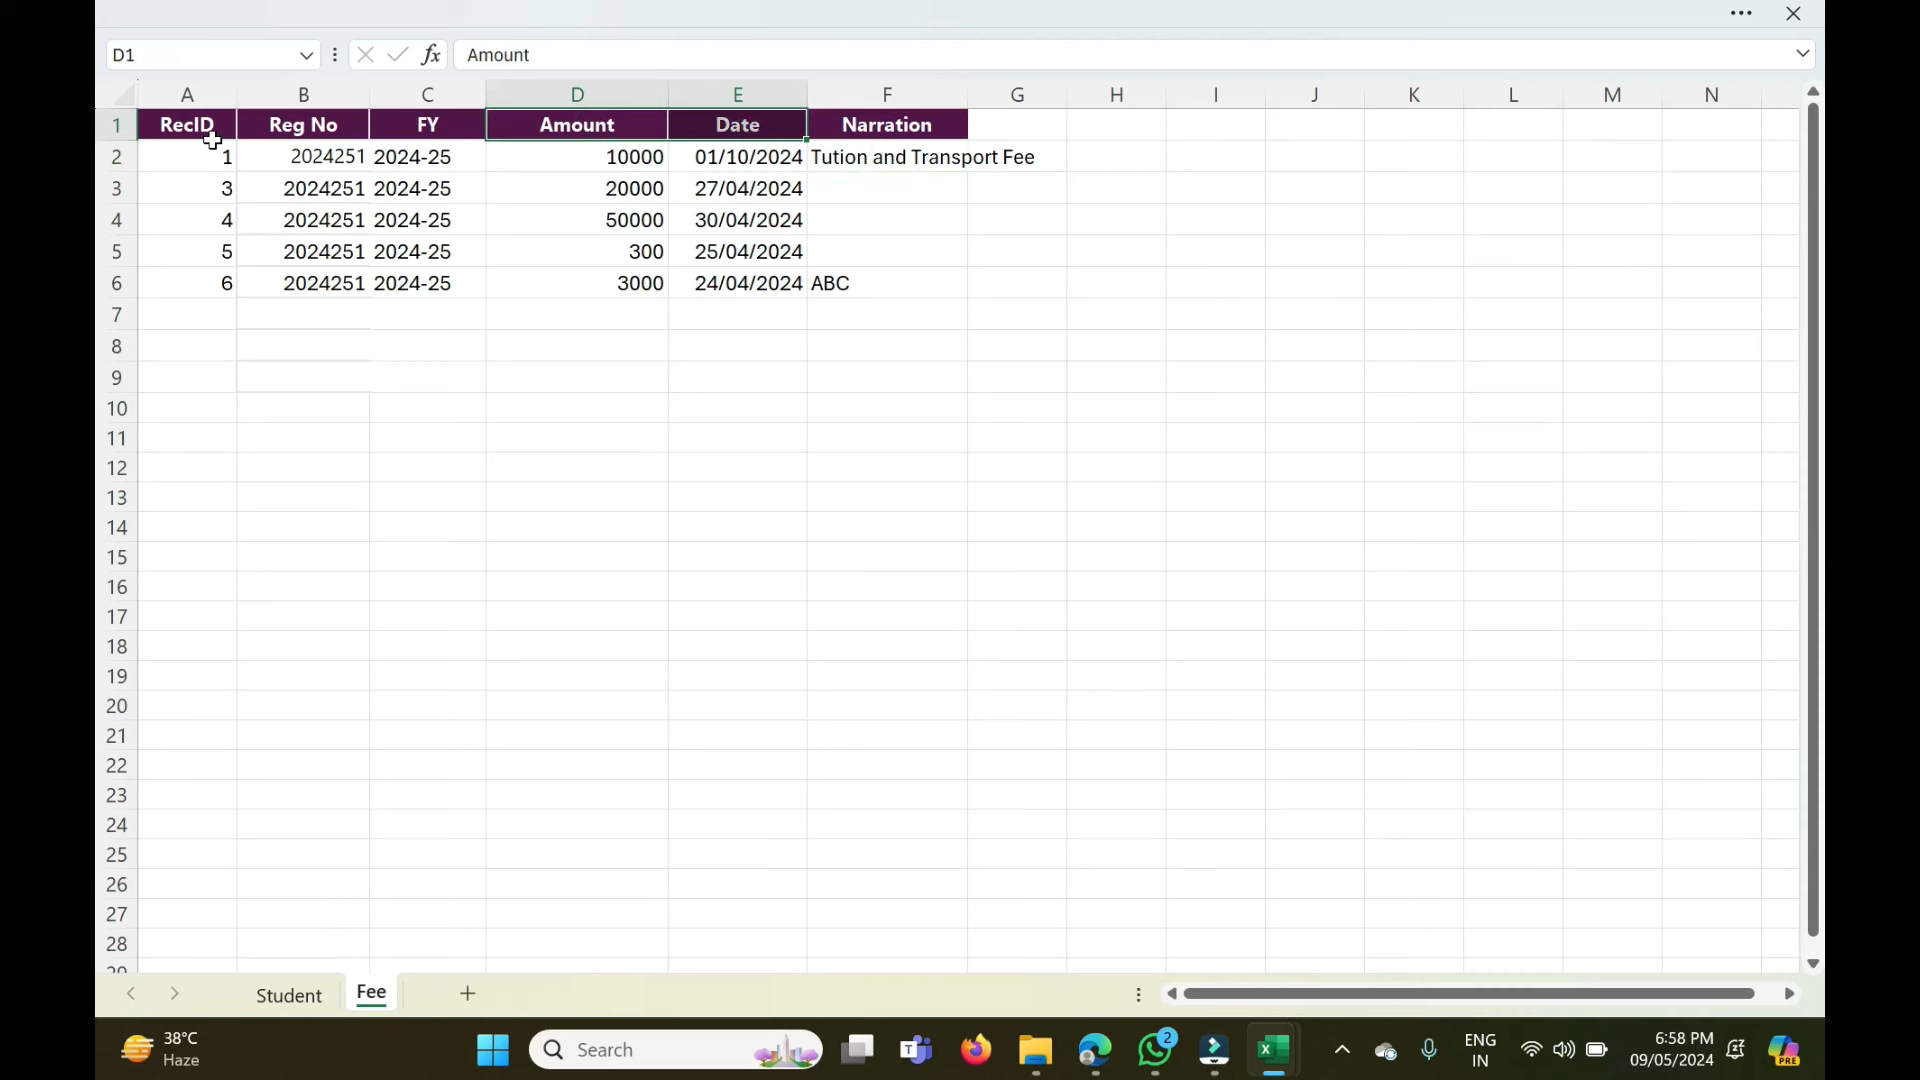 D1 fx Amount
A B C D E F G H I J K L M N
1 RecID Reg No FY Amount Date Narration
2 1 2024251 2024-25 10000 01/10/2024 Tution and Transport Fee
3 3 2024251 2024-25 20000 27/04/2024
4 4 2024251 2024-25 50000 30/04/2024
5 5 2024251 2024-25 300 25/04/2024
6 6 2024251 2024-25 3000 24/04/2024 ABC
7
8
9
10
11
12
13
14
15
16
17
18
19
20
21
22
23
24
25
26
27
28
29
Student Fee
38°C
Haze
Search
2
ENG
IN
6:58 PM
09/05/2024
PRE